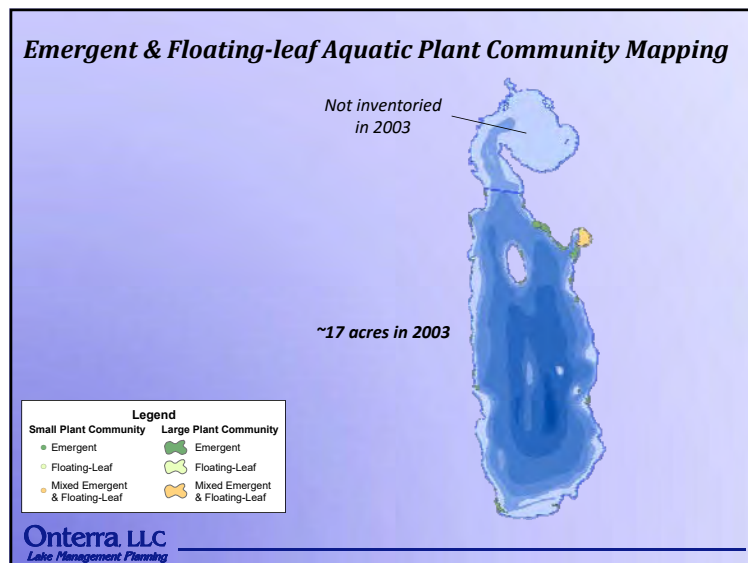 Emergent & Floating-leaf Aquatic Plant Community Mapping
Not inventoried
in 2003
~17 acres in 2003
Legend
Small Plant Community
Large Plant Community
Emergent
Emergent
Floating-Leaf
Floating-Leaf
Mixed Emergent
& Floating-Leaf
Mixed Emergent
& Floating-Leaf
Onterra, LLC
Lake Management Planning